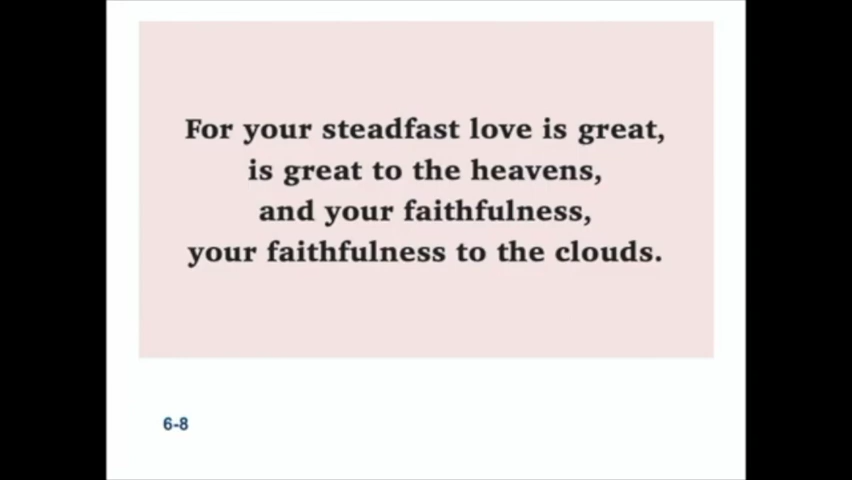 For your steadfast love is great,
is great to the heavens,
and your faithfulness,
your faithfulness to the clouds.
6-8